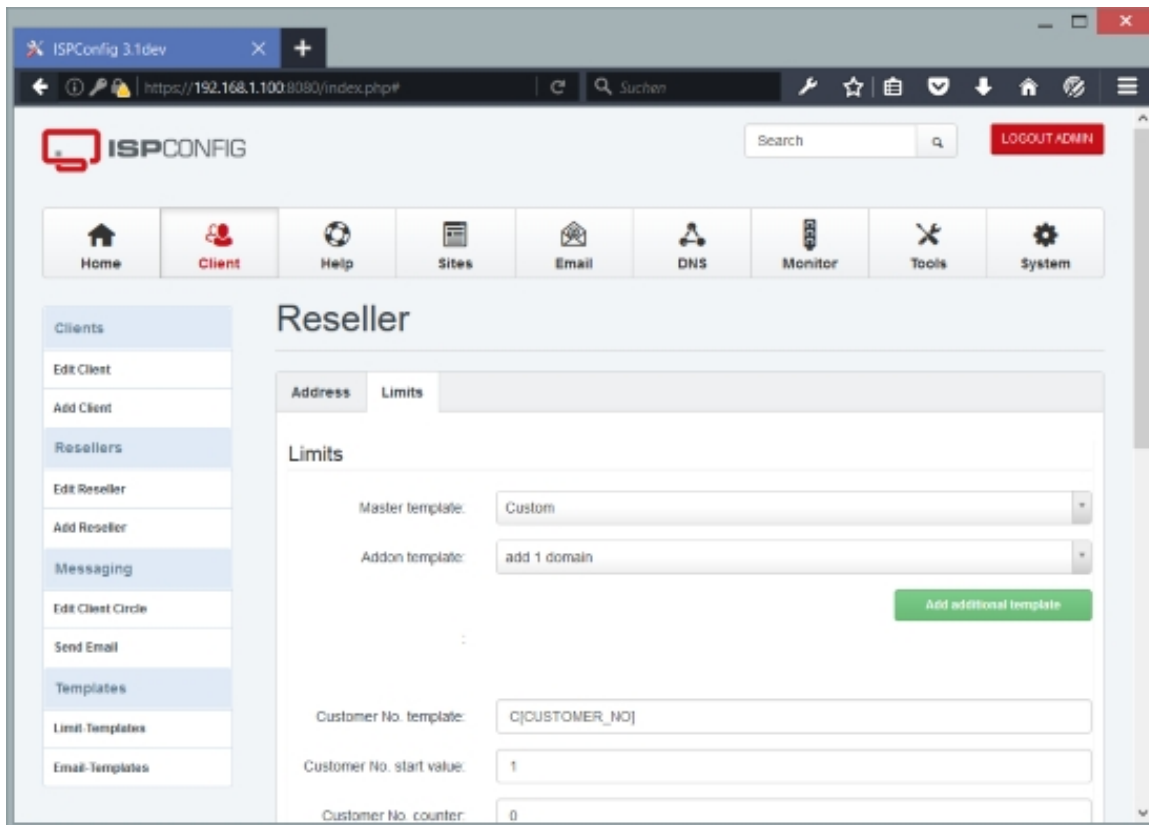 ISPConfig 3.1dev
https://192.168.1.100:8080/index.php#
Suchen
ISPCONFIG
Search
LOGOUT ADMIN
Home
Client
Help
Sites
Email
DNS
Monitor
Tools
System
Clients
Edit Client
Add Client
Resellers
Edit Reseller
Add Reseller
Messaging
Edit Client Circle
Send Email
Templates
Limit-Templates
Email-Templates
Reseller
Address Limits
Limits
Master template: Custom
Addon template: add 1 domain
Add additional template
:
Customer No. template: C[CUSTOMER_NO]
Customer No. start value: 1
Customer No. counter: 0